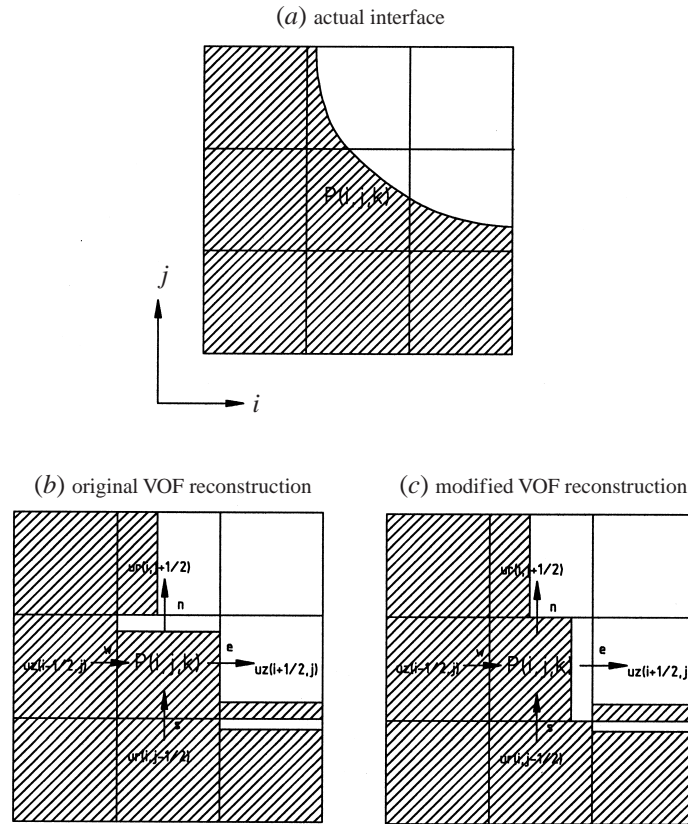 (a) actual interface
P(i, j,k)
j
i
(b) original VOF reconstruction
(c) modified VOF reconstruction
ur(i,j+1/2)
n
w
e
uz(i-1/2,j)
P(i,j,k)
uz(i+1/2,j)
s
ur(i,j-1/2)
ur(i,j+1/2)
n
w
e
uz(i-1/2,j)
P(i,j,k
uz(i+1/2,j
s
ur(i,j-1/2)